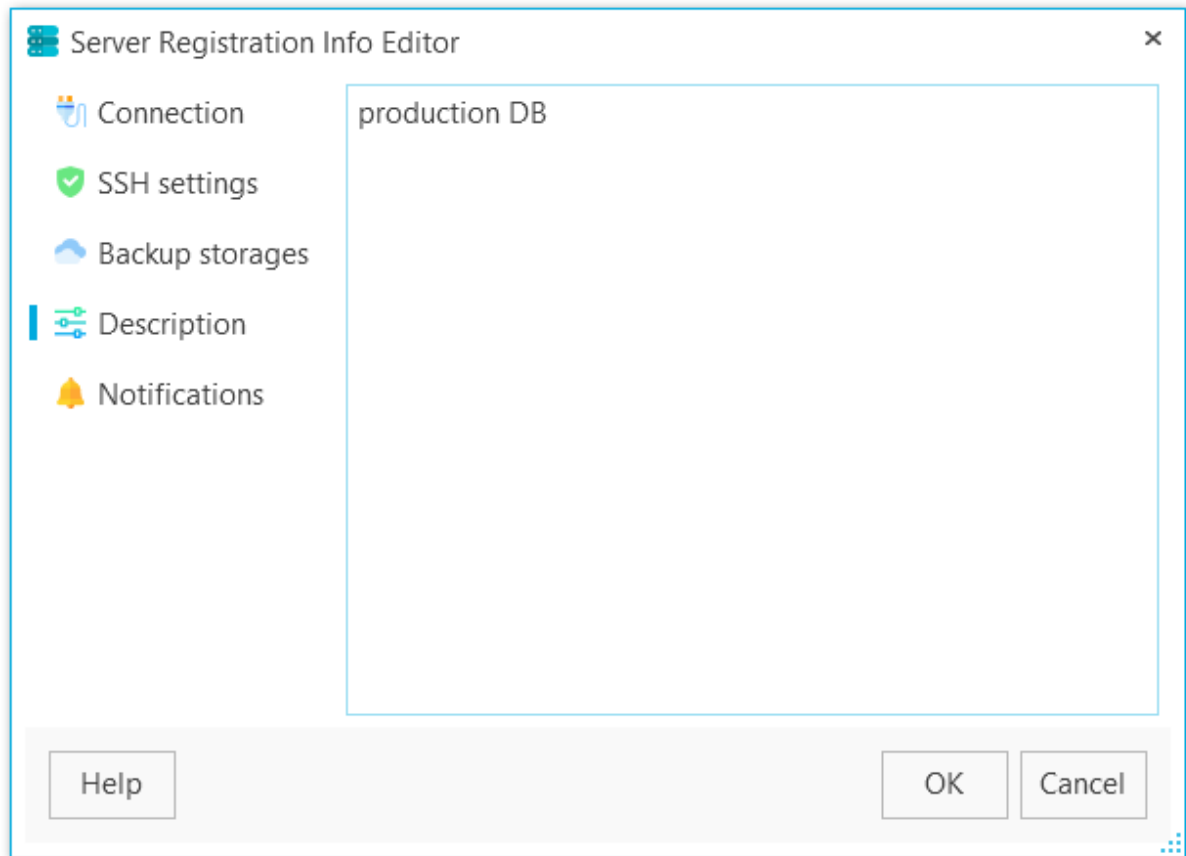 Server Registration Info Editor
Connection
SSH settings
Backup storages
Description
Notifications
production DB
Help
OK
Cancel